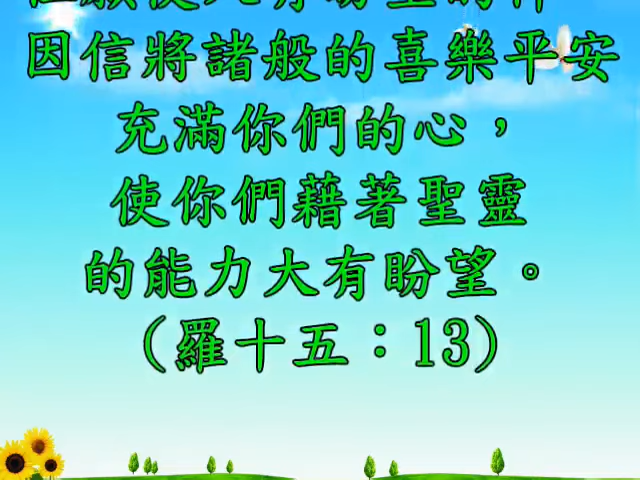 因信將諸般的喜樂平安
充滿你們的心，
使你們藉著聖靈
的能力大有盼望。
（羅十五：13）